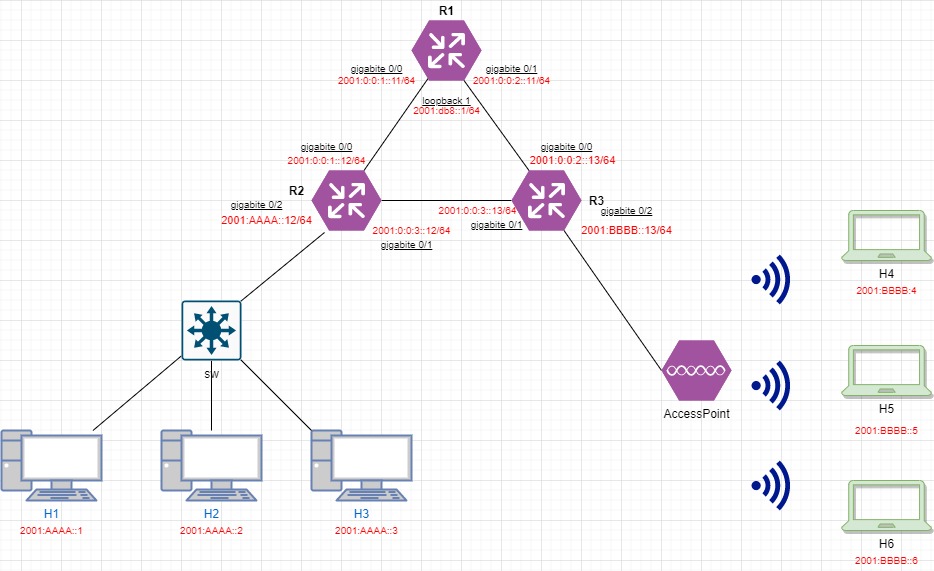 R1
gigabite 0/0
gigabite 0/1
2001:0:0:1::11/64
2001:0:0:2::11/64
loopback 1
2001:db8::1/64
gigabite 0/0
2001:0:0:1::12/64
gigabite 0/0
2001:0:0:2::13/64
R2
R3
gigabite 0/2
2001:AAAA::12/64
2001:0:0:3::13/64
gigabite 0/1
gigabite 0/2
2001:BBBB::13/64
2001:0:0:3::12/64
gigabite 0/1
H4
2001:BBBB:4
SW
AccessPoint
H5
2001:BBBB::5
H1
2001:AAAA::1
H2
2001:AAAA::2
H3
2001:AAAA::3
H6
2001:BBBB::6